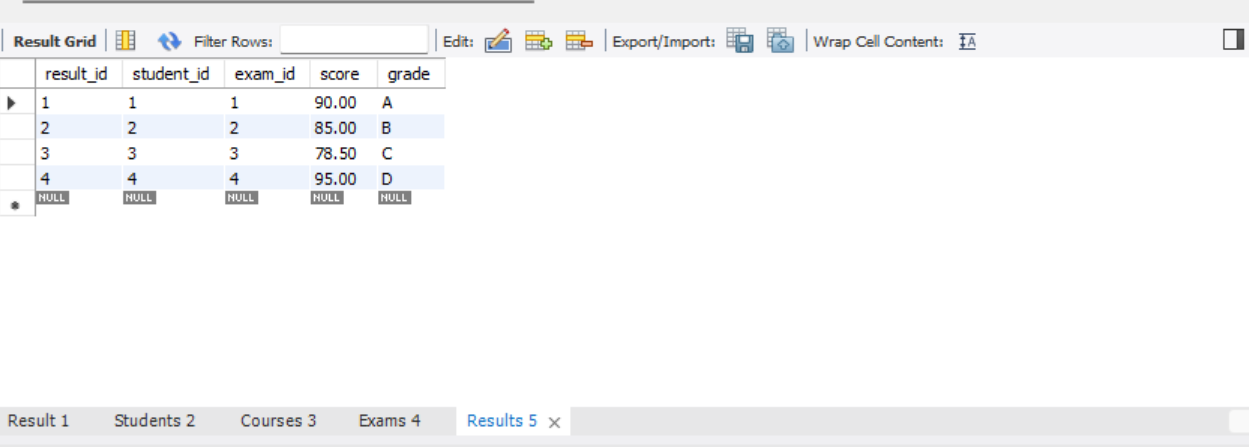 Result Grid Filter Rows: Edit: Export/Import: Wrap Cell Content: IA
result_id student_id exam_id score grade
1 1 1 90.00 A
2 2 2 85.00 B
3 3 3 78.50 C
4 4 4 95.00 D
NULL NULL NULL NULL NULL
Result 1 Students 2 Courses 3 Exams 4 Results 5